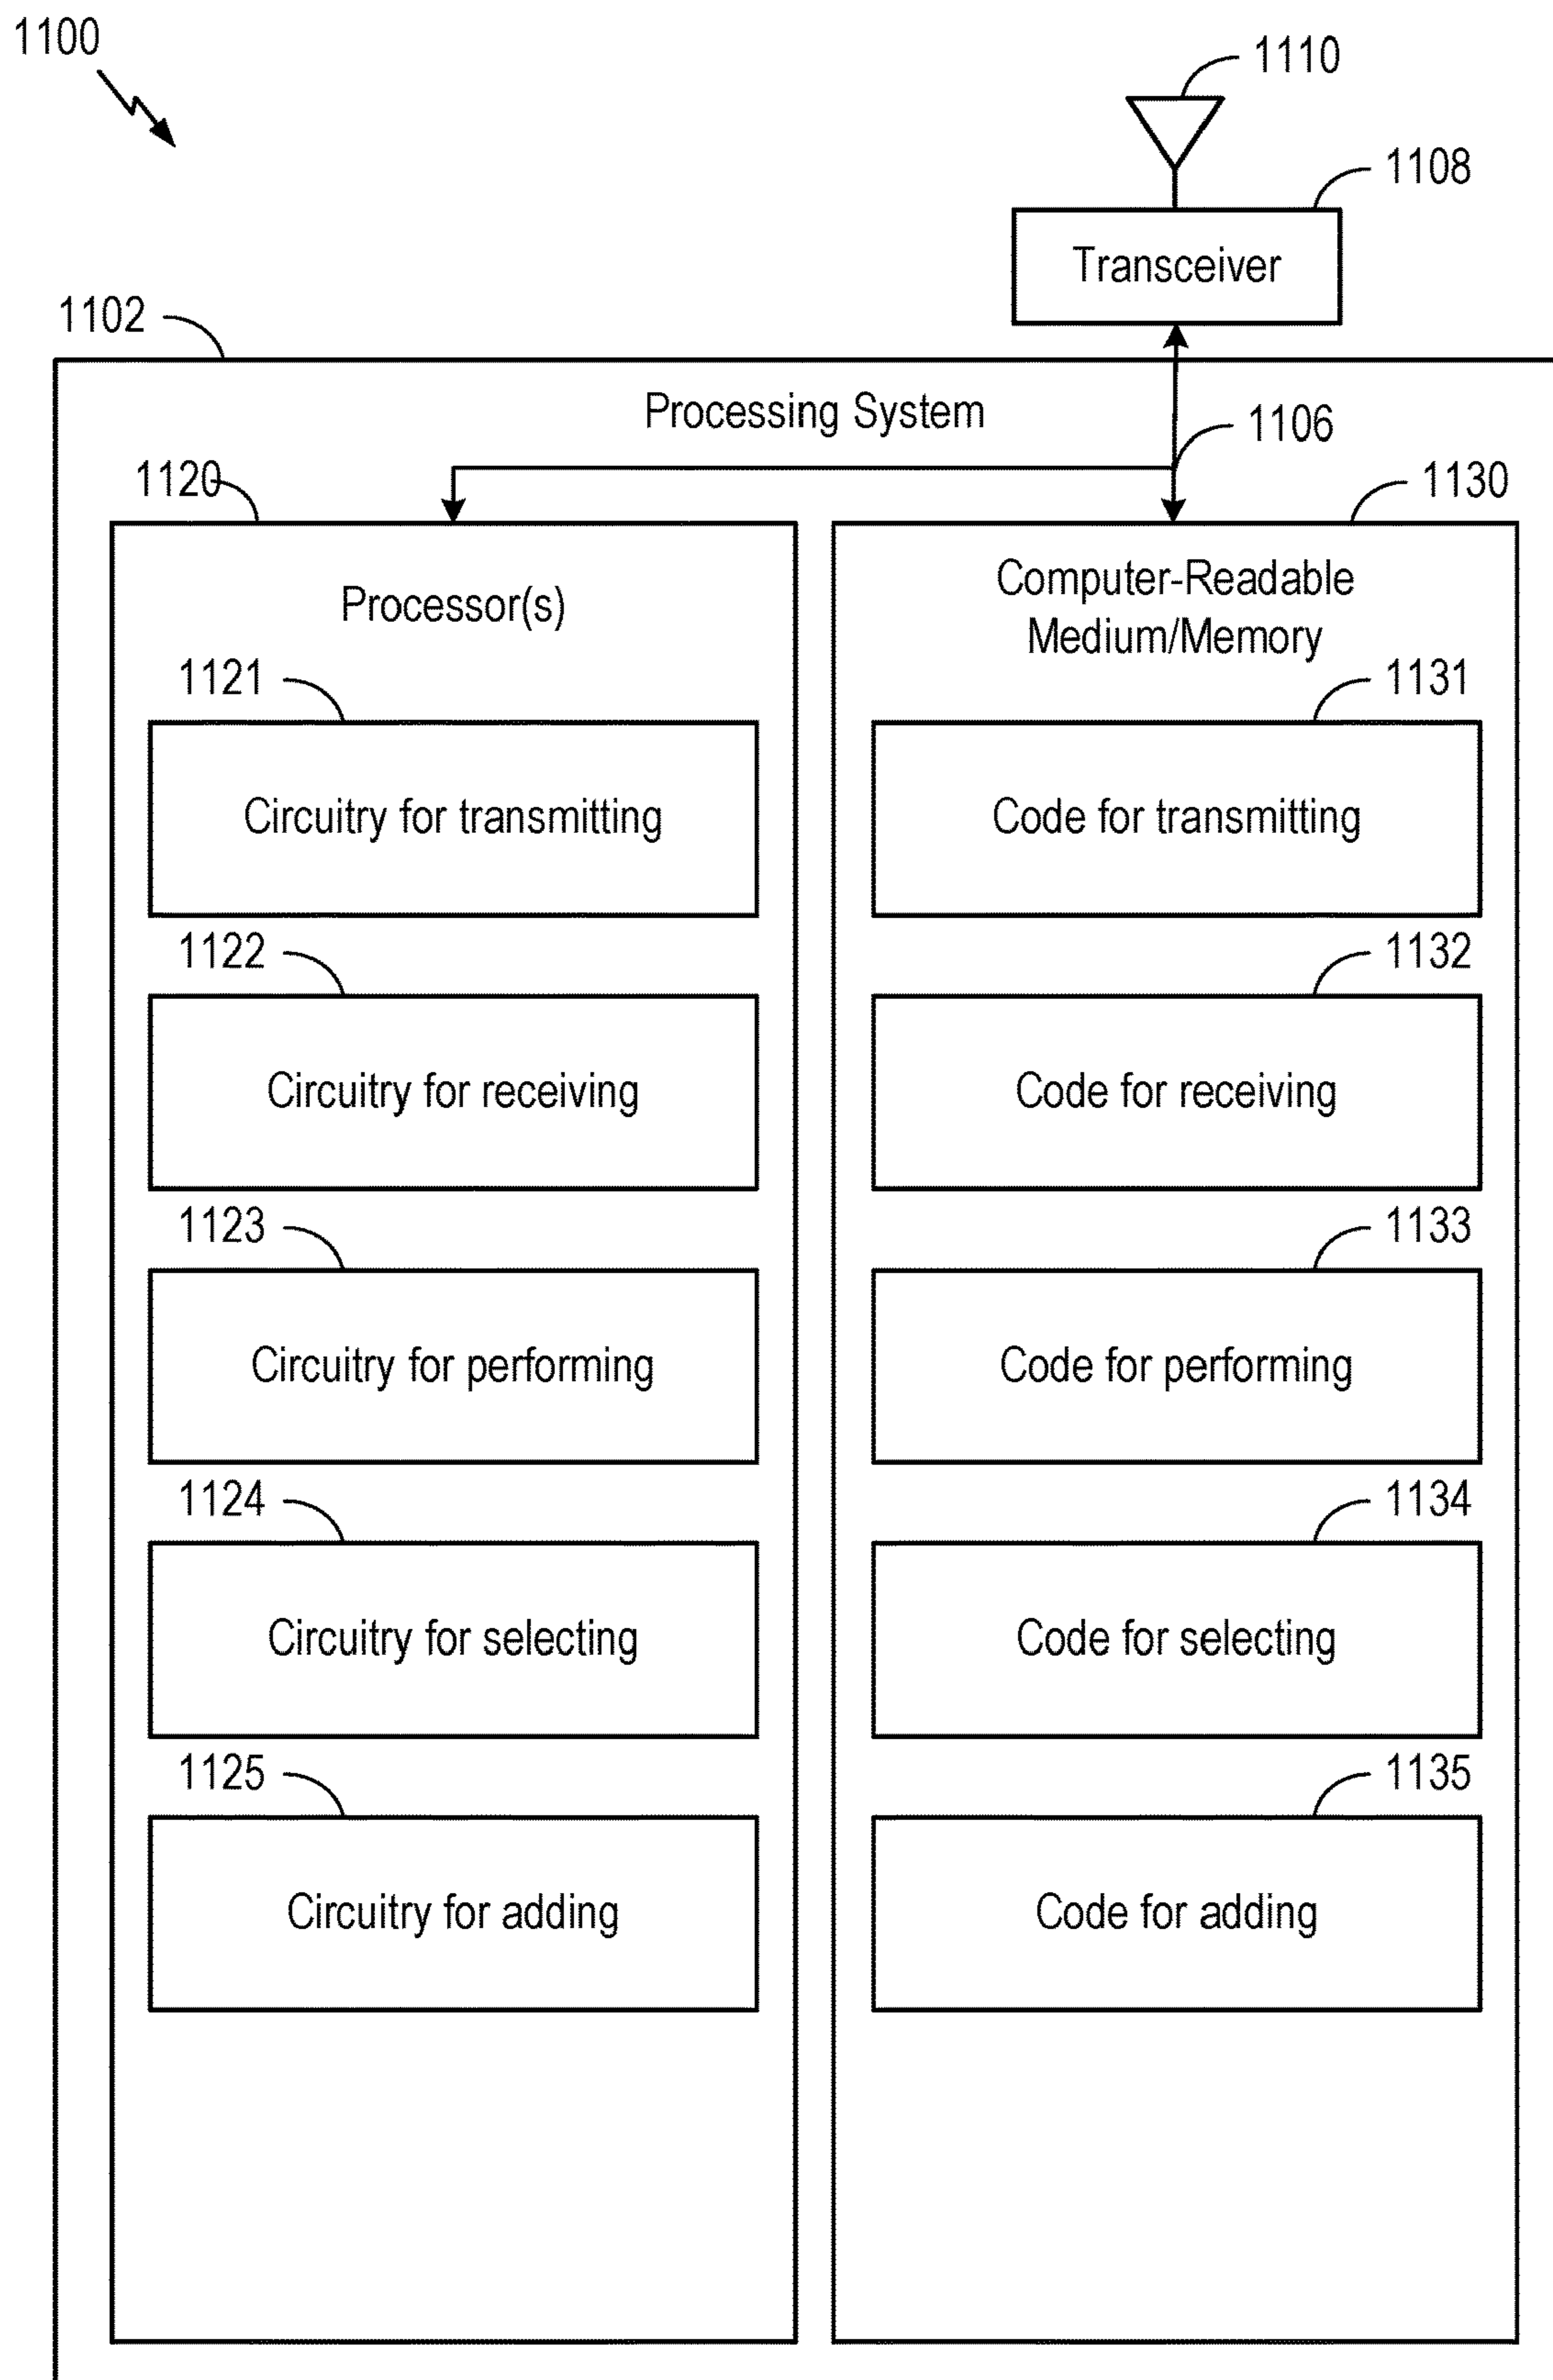 1100
1110
1108
Transceiver
1102
Processing System
1106
1120
1130
Processor(s)
Computer-Readable
Medium/Memory
1121
1131
Circuitry for transmitting
Code for transmitting
1122
1132
Circuitry for receiving
Code for receiving
1123
1133
Circuitry for performing
Code for performing
1124
1134
Circuitry for selecting
Code for selecting
1125
1135
Circuitry for adding
Code for adding